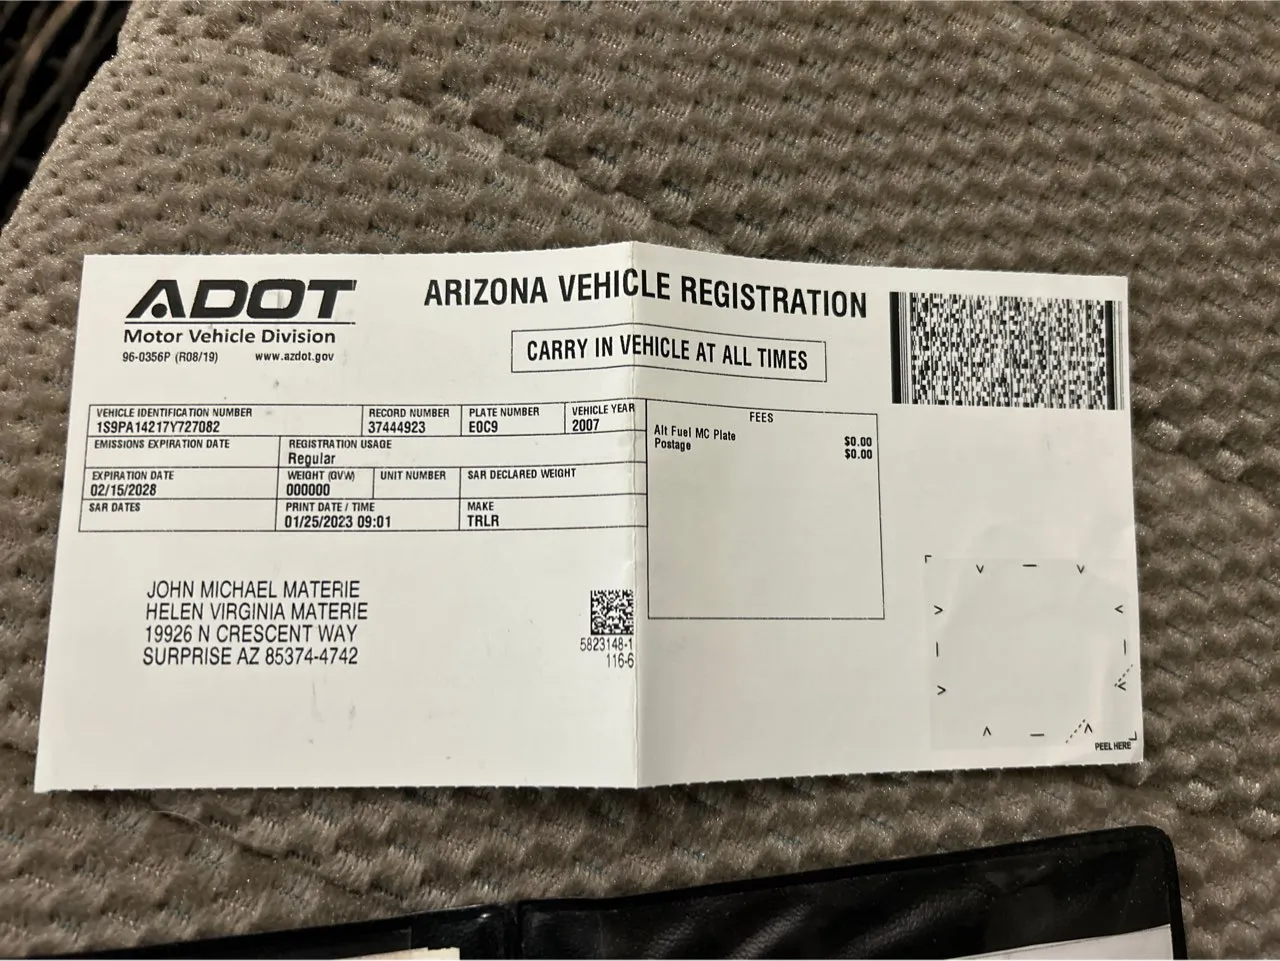 ADOT
Motor Vehicle Division
96-0356P (R08/19) www.azdot.gov
ARIZONA VEHICLE REGISTRATION
CARRY IN VEHICLE AT ALL TIMES
VEHICLE IDENTIFICATION NUMBER RECORD NUMBER PLATE NUMBER VEHICLE YEAR
1S9PA14217Y727082 37444923 E0C9 2007
EMISSIONS EXPIRATION DATE REGISTRATION USAGE
Regular
EXPIRATION DATE WEIGHT (GVW) UNIT NUMBER SAR DECLARED WEIGHT
02/15/2028 000000
SAR DATES PRINT DATE / TIME MAKE
01/25/2023 09:01 TRLR
FEES
Alt Fuel MC Plate $0.00
Postage $0.00
JOHN MICHAEL MATERIE
HELEN VIRGINIA MATERIE
19926 N CRESCENT WAY
SURPRISE AZ 85374-4742
5823148-1
116-6
PEEL HERE